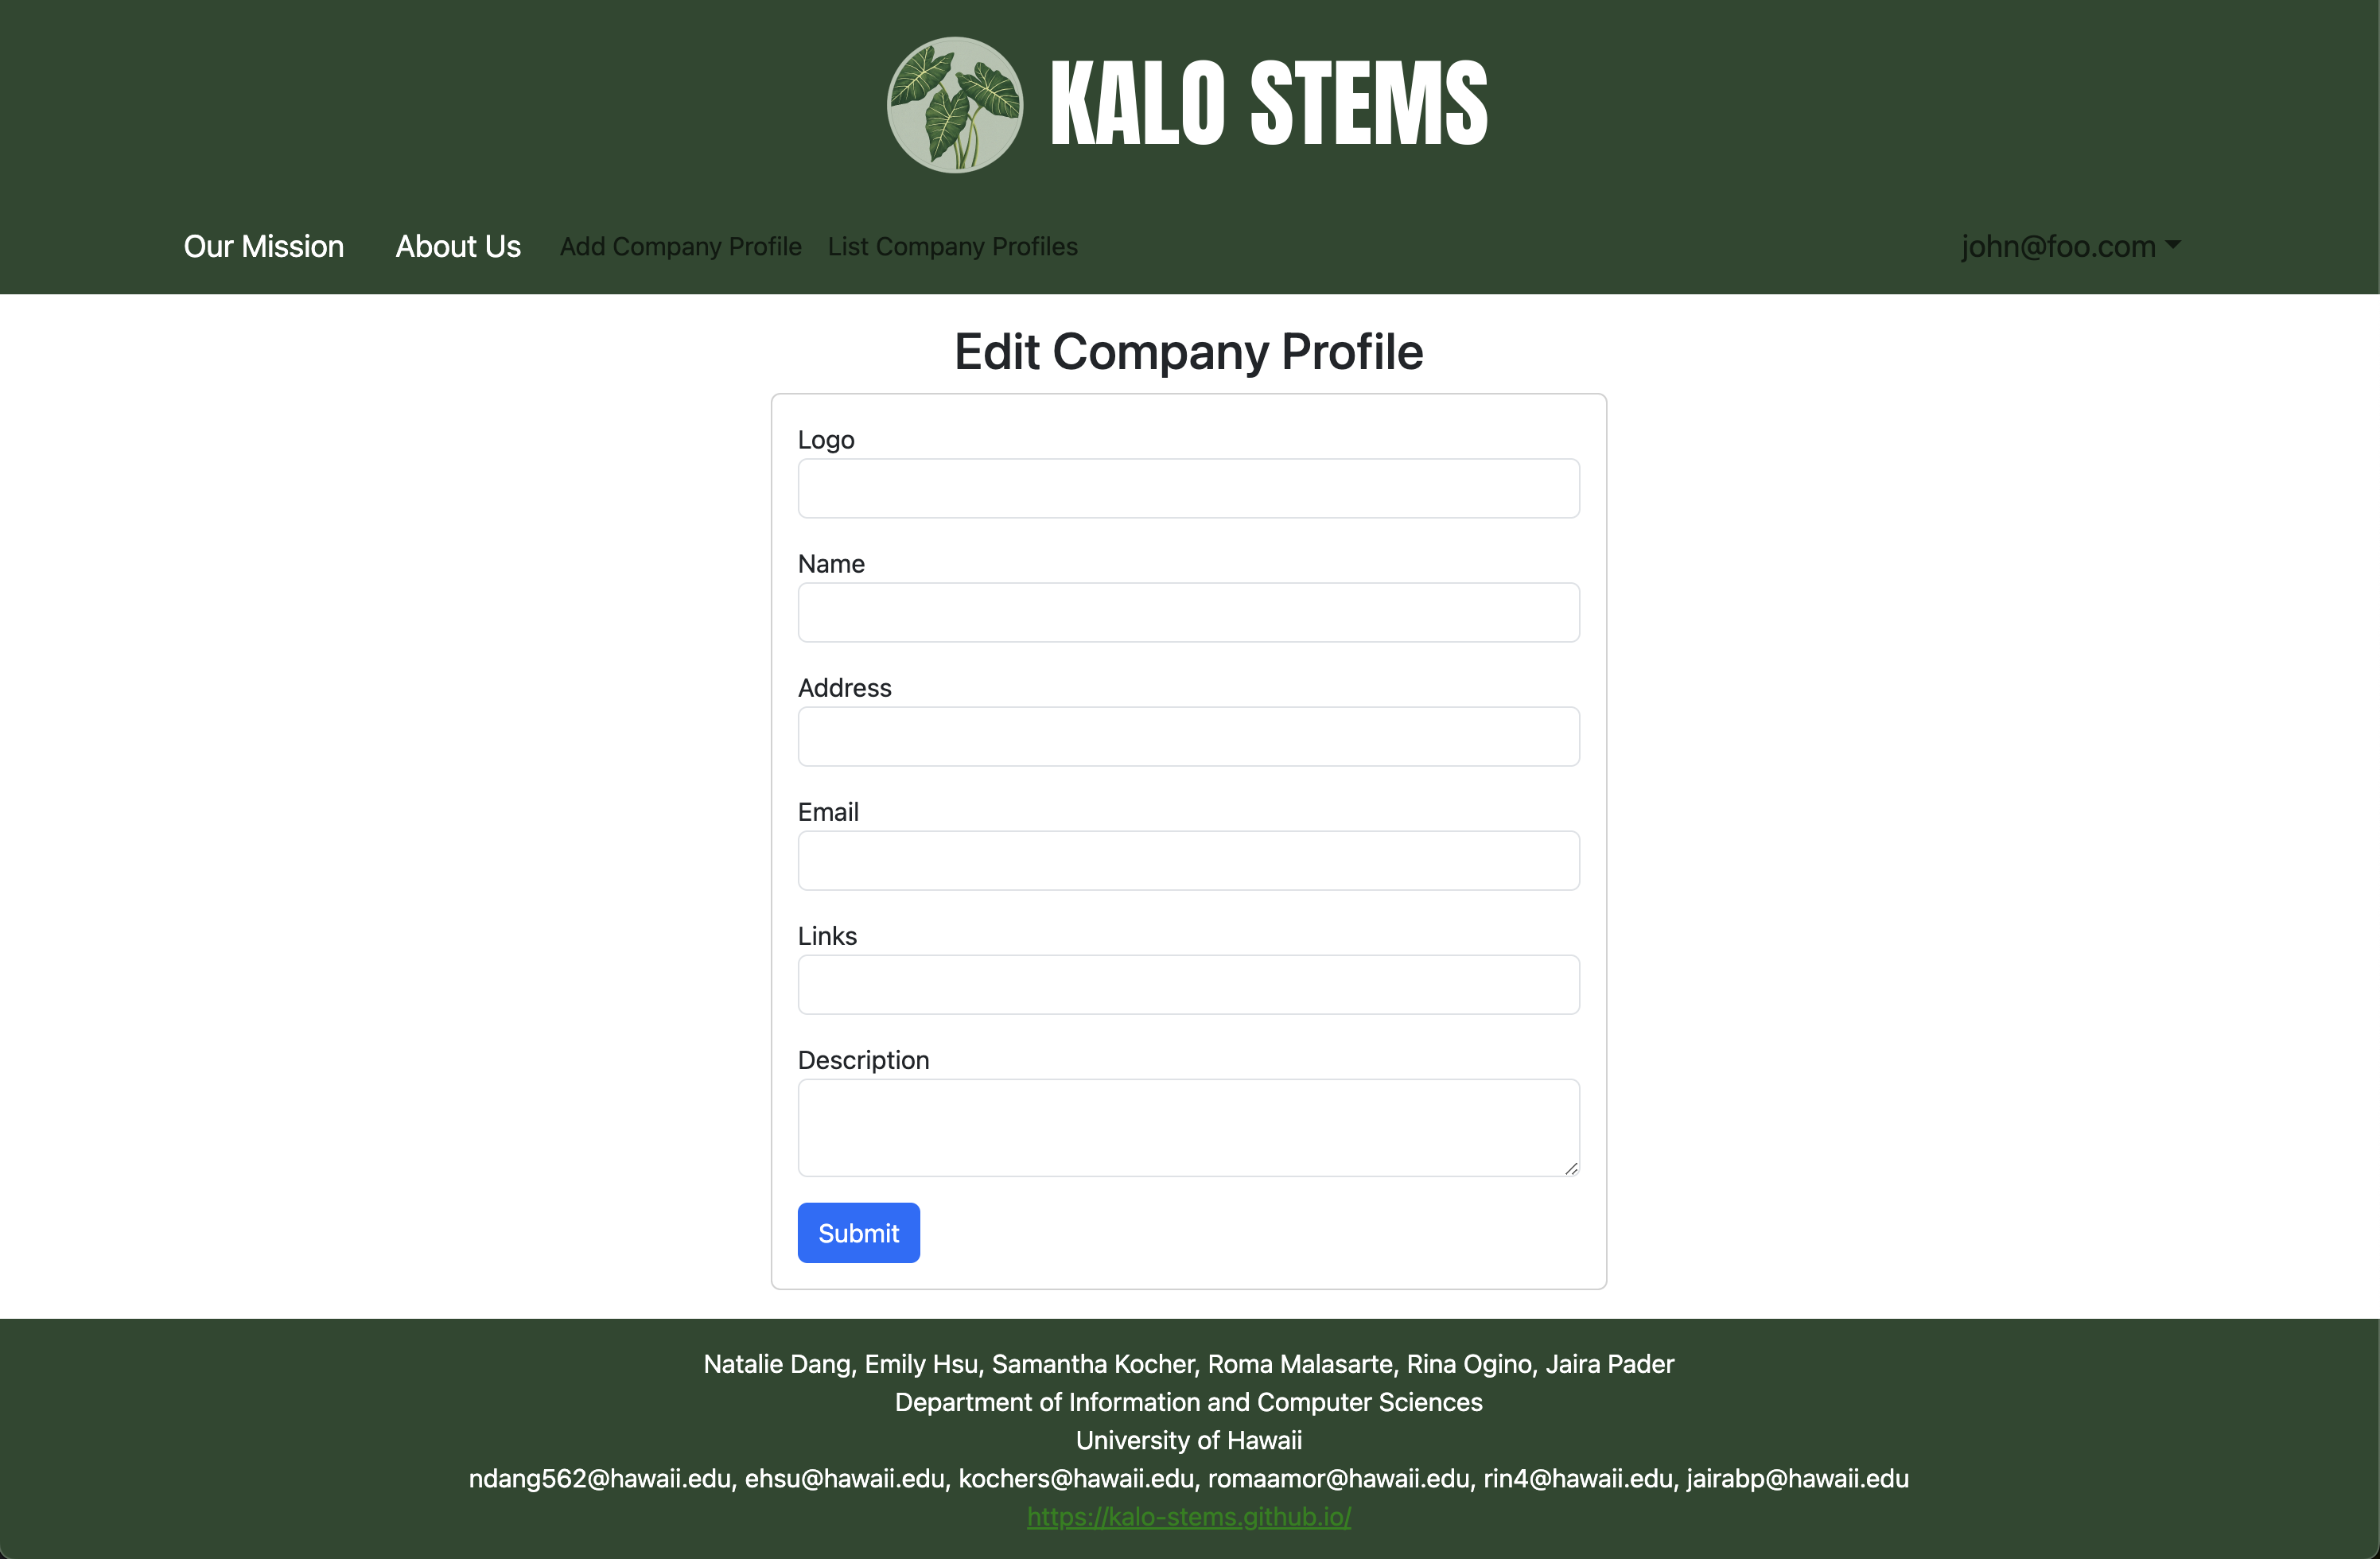 KALO STEMS
Our Mission About Us Add Company Profile List Company Profiles john@foo.com
Edit Company Profile
Logo
Name
Address
Email
Links
Description
Submit
Natalie Dang, Emily Hsu, Samantha Kocher, Roma Malasarte, Rina Ogino, Jaira Pader
Department of Information and Computer Sciences
University of Hawaii
ndang562@hawaii.edu, ehsu@hawaii.edu, kochers@hawaii.edu, romaamor@hawaii.edu, rin4@hawaii.edu, jairabp@hawaii.edu
https://kalo-stems.github.io/